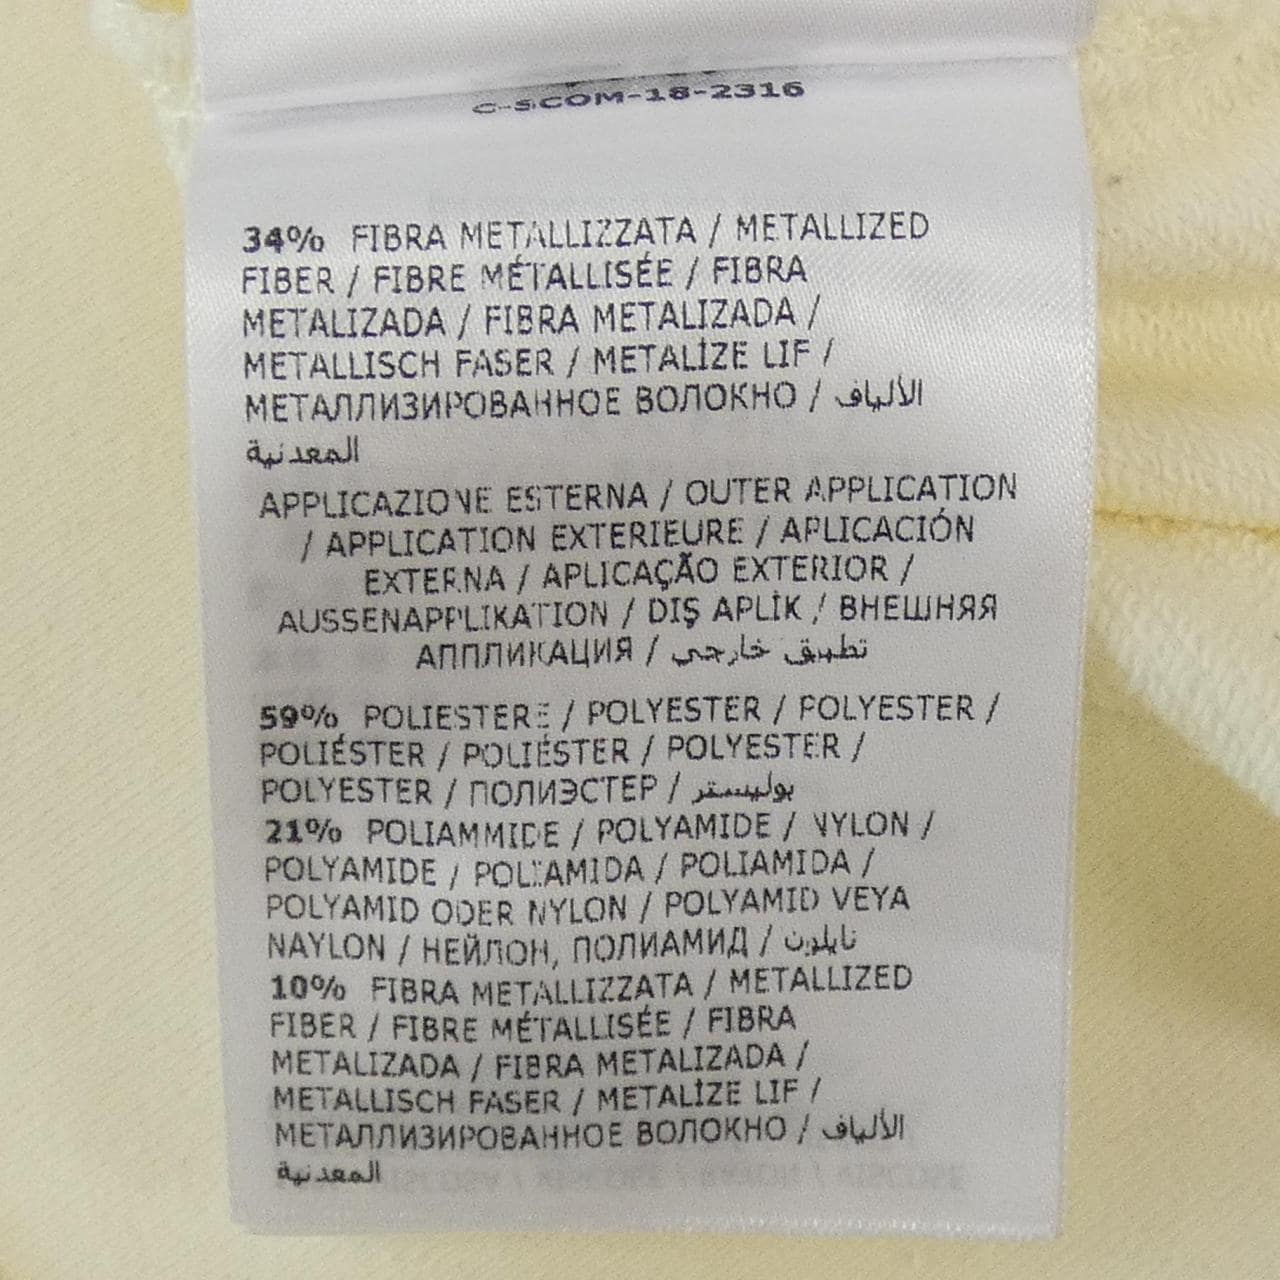 C-SCOM-18-2316
34% FIBRA METALLIZZATA / METALLIZED
FIBER / FIBRE MÉTALLISÉE / FIBRA
METALIZADA / FIBRA METALIZADA /
METALLISCH FASER / METALİZE LIF /
МЕТАЛЛИЗИРОВАННОЕ ВОЛОКНО / الألياف
المعدنية
APPLICAZIONE ESTERNA / OUTER APPLICATION
/ APPLICATION EXTERIEURE / APLICACIÓN
EXTERNA / APLICAÇÃO EXTERIOR /
AUSSENAPPLIKATION / DIŞ APLİK / ВНЕШНЯЯ
АППЛИКАЦИЯ / تطبيق خارجي
59% POLIESTERE / POLYESTER / POLYESTER /
POLIÉSTER / POLIÉSTER / POLYESTER /
POLYESTER / ПОЛИЭСТЕР / بوليستر
21% POLIAMMIDE / POLYAMIDE / NYLON /
POLYAMIDE / POLIAMIDA / POLIAMIDA /
POLYAMID ODER NYLON / POLYAMID VEYA
NAYLON / НЕЙЛОН, ПОЛИАМИД / نايلون
10% FIBRA METALLIZZATA / METALLIZED
FIBER / FIBRE MÉTALLISÉE / FIBRA
METALIZADA / FIBRA METALIZADA /
METALLISCH FASER / METALİZE LIF /
МЕТАЛЛИЗИРОВАННОЕ ВОЛОКНО / الألياف
المعدنية